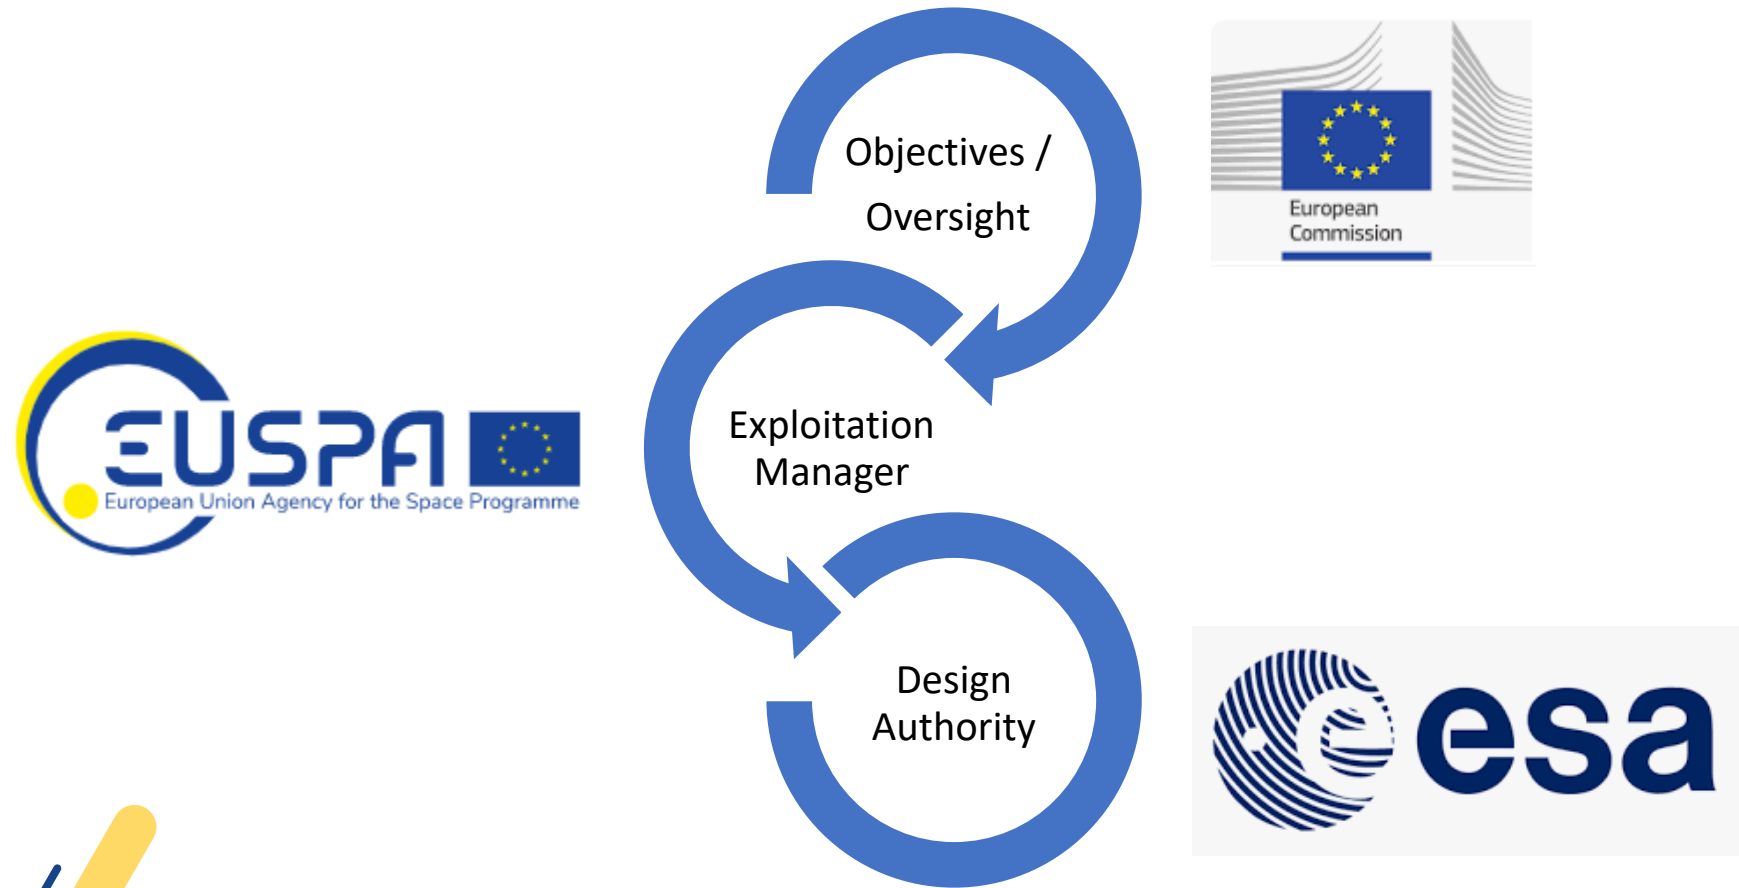 Objectives /
Oversight
European
Commission
EUSPA
European Union Agency for the Space Programme
Exploitation
Manager
Design
Authority
esa